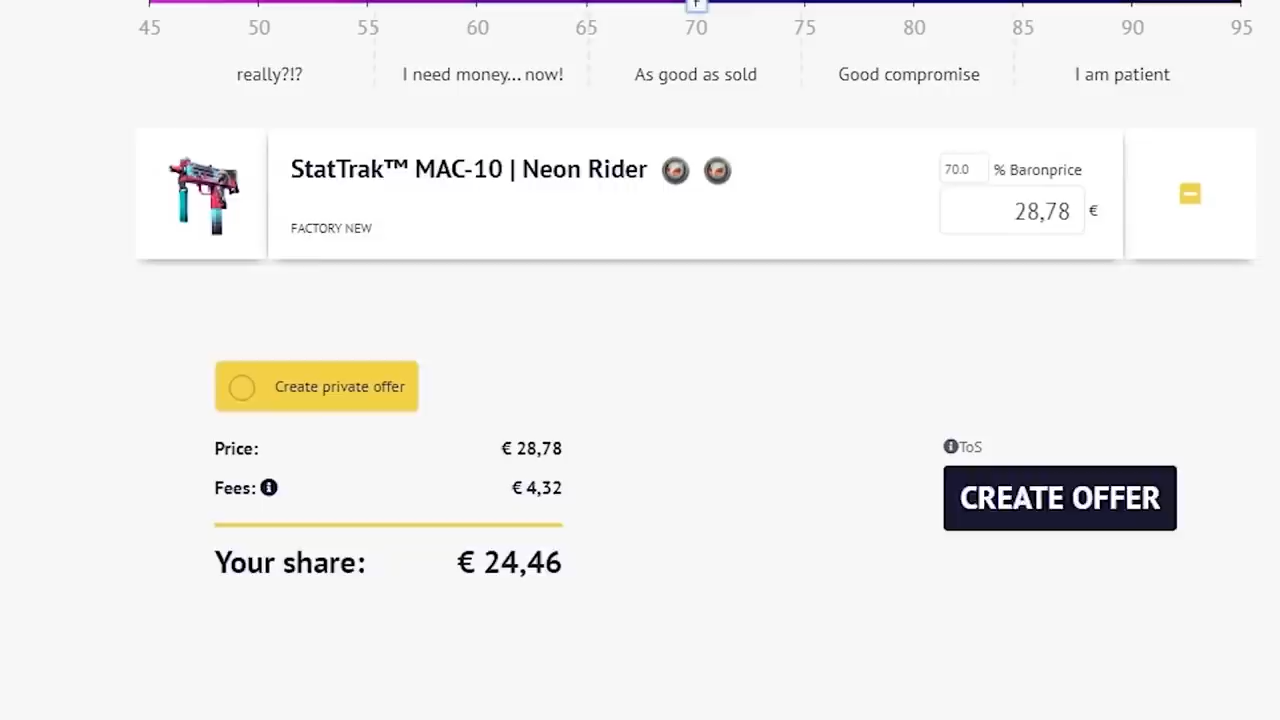 45 50 55 60 65 70 75 80 85 90 95
really?!? I need money... now! As good as sold Good compromise I am patient
StatTrak™ MAC-10 | Neon Rider
70.0 % Baronprice
28,78 €
FACTORY NEW
Create private offer
Price: € 28,78
Fees: € 4,32
Your share: € 24,46
ToS
CREATE OFFER